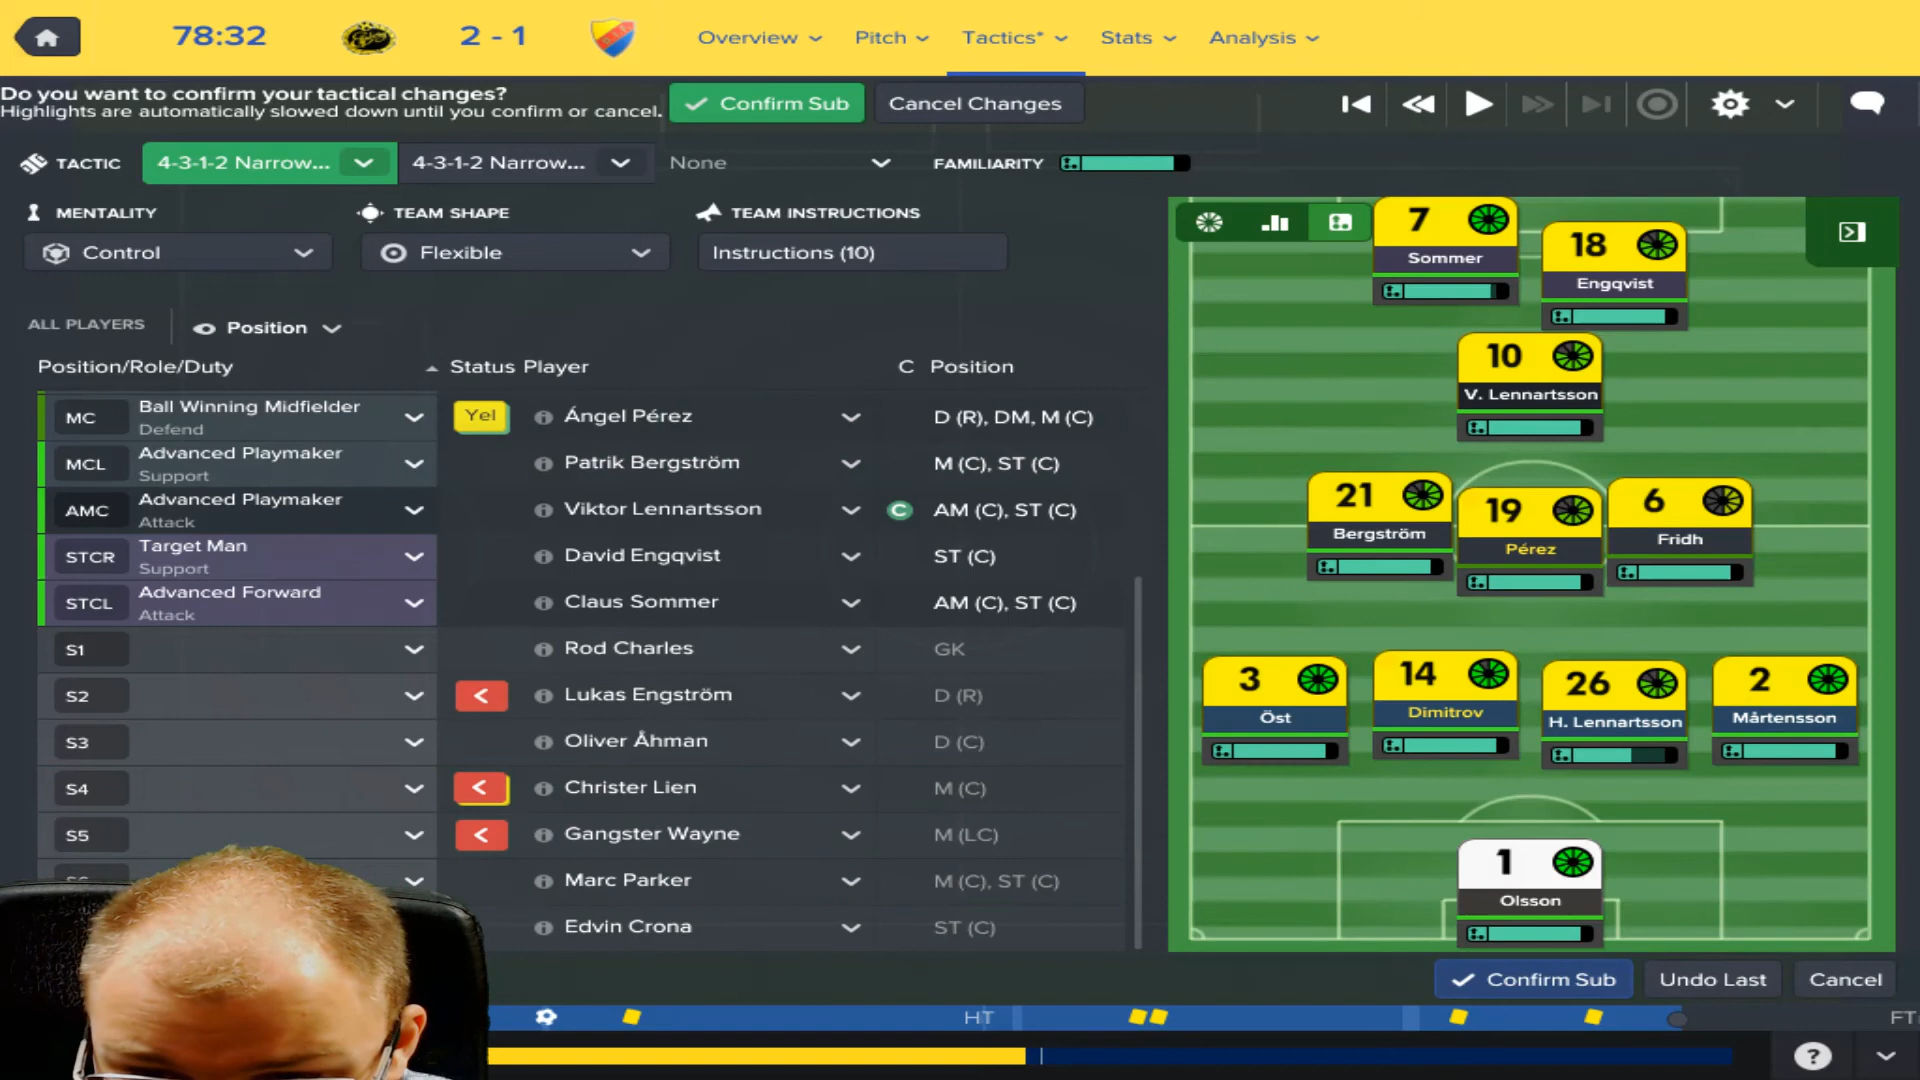 78:32
2 - 1
Overview
Pitch
Tactics*
Stats
Analysis
Do you want to confirm your tactical changes?
Highlights are automatically slowed down until you confirm or cancel.
Confirm Sub
Cancel Changes
TACTIC
4-3-1-2 Narrow...
4-3-1-2 Narrow...
None
FAMILIARITY
MENTALITY
TEAM SHAPE
TEAM INSTRUCTIONS
Control
Flexible
Instructions (10)
ALL PLAYERS
Position
Position/Role/Duty Status Player C Position
MC Ball Winning Midfielder Yel Ángel Pérez D (R), DM, M (C)
Defend
MCL Advanced Playmaker Patrik Bergström M (C), ST (C)
Support
AMC Advanced Playmaker Viktor Lennartsson C AM (C), ST (C)
Attack
STCR Target Man David Engqvist ST (C)
Support
STCL Advanced Forward Claus Sommer AM (C), ST (C)
Attack
S1 Rod Charles GK
S2 Lukas Engström D (R)
S3 Oliver Åhman D (C)
S4 Christer Lien M (C)
S5 Gangster Wayne M (LC)
Marc Parker M (C), ST (C)
Edvin Crona ST (C)
7
Sommer
18
Engqvist
10
V. Lennartsson
21
Bergström
19
Pérez
6
Fridh
3
Öst
14
Dimitrov
26
H. Lennartsson
2
Mårtensson
1
Olsson
Confirm Sub
Undo Last
Cancel
HT
FT
?